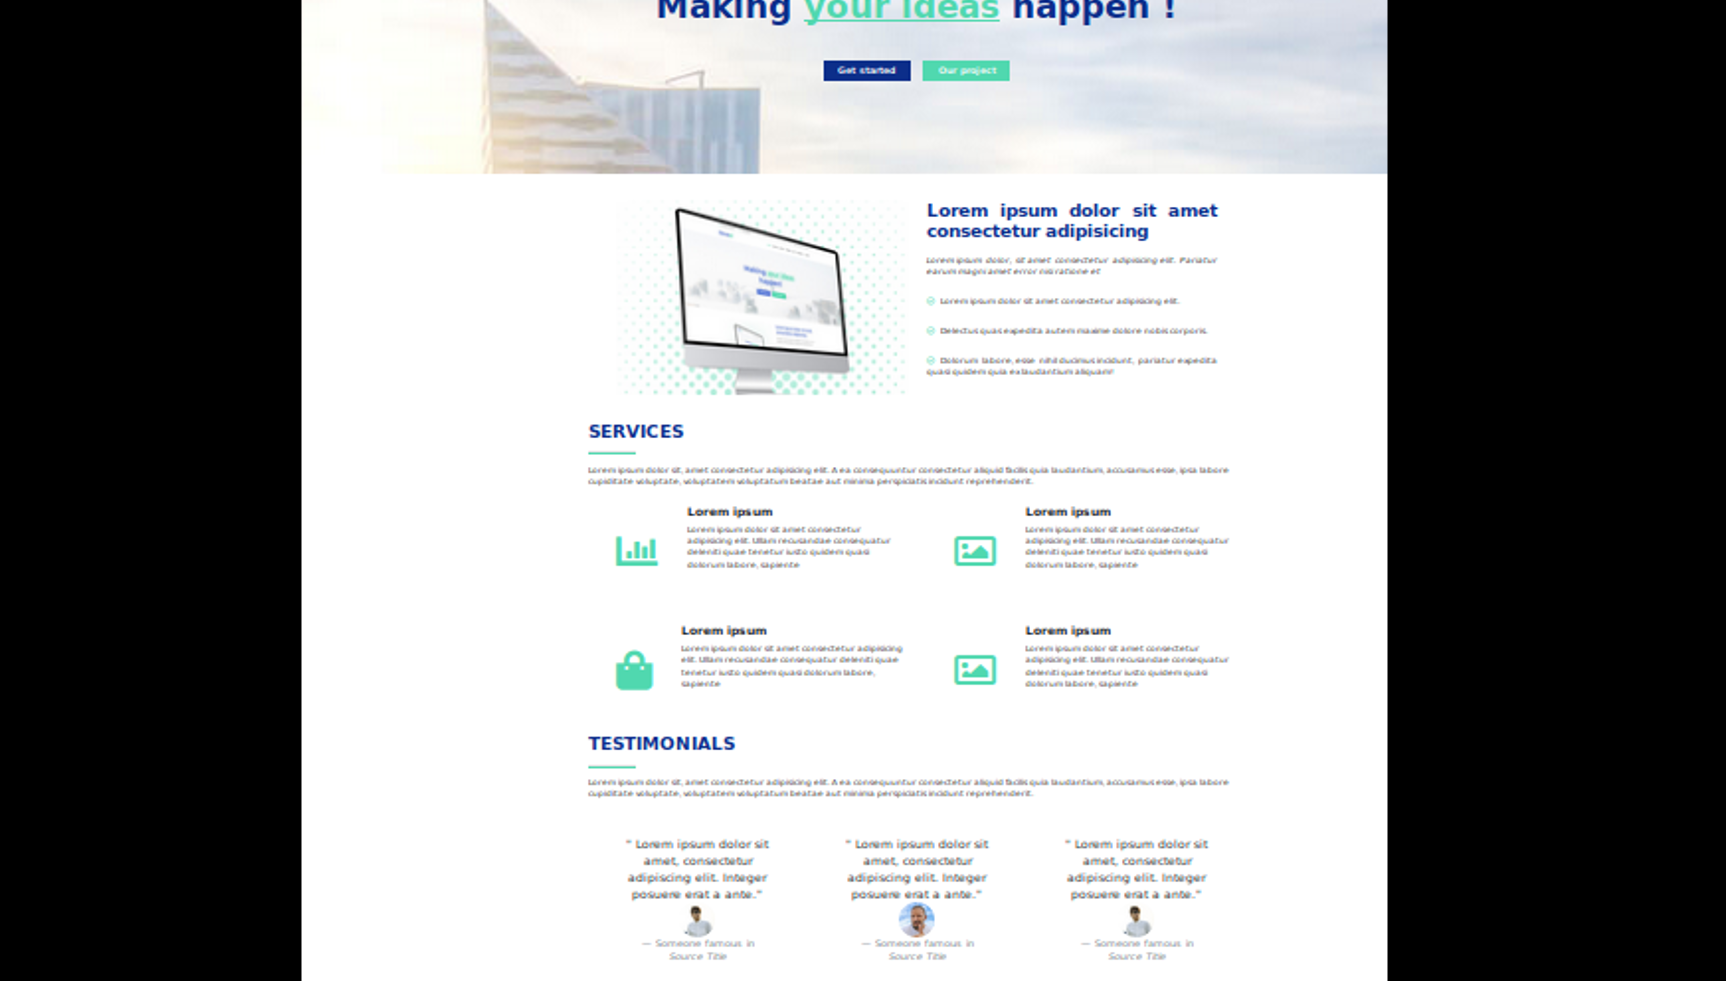 Making your ideas happen !
Get started
Our project
Lorem ipsum dolor sit amet
consectetur adipisicing
Lorem ipsum dolor, sit amet consectetur adipisicing elit. Pariatur
earum magni amet error nisi ratione et
Lorem ipsum dolor sit amet consectetur adipisicing elit.
Delectus quas expedita autem maxime dolore nobis corporis.
Dolorum labore, esse nihil ducimus incidunt, pariatur expedita
quasi quidem quia ex laudantium aliquam!
SERVICES
Lorem ipsum dolor sit, amet consectetur adipisicing elit. A ea consequuntur consectetur aliquid facilis quia laudantium, accusamus esse, ipsa labore
cupiditate voluptate, voluptatem voluptatum beatae aut minima perspiciatis incidunt reprehenderit.
Lorem ipsum
Lorem ipsum dolor sit amet consectetur
adipisicing elit. Ullam recusandae consequatur
deleniti quae tenetur iusto quidem quasi
dolorum labore, sapiente
Lorem ipsum
Lorem ipsum dolor sit amet consectetur
adipisicing elit. Ullam recusandae consequatur
deleniti quae tenetur iusto quidem quasi
dolorum labore, sapiente
Lorem ipsum
Lorem ipsum dolor sit amet consectetur adipisicing
elit. Ullam recusandae consequatur deleniti quae
tenetur iusto quidem quasi dolorum labore,
sapiente
Lorem ipsum
Lorem ipsum dolor sit amet consectetur
adipisicing elit. Ullam recusandae consequatur
deleniti quae tenetur iusto quidem quasi
dolorum labore, sapiente
TESTIMONIALS
Lorem ipsum dolor sit, amet consectetur adipisicing elit. A ea consequuntur consectetur aliquid facilis quia laudantium, accusamus esse, ipsa labore
cupiditate voluptate, voluptatem voluptatum beatae aut minima perspiciatis incidunt reprehenderit.
" Lorem ipsum dolor sit
amet, consectetur
adipiscing elit. Integer
posuere erat a ante."
— Someone famous in
Source Title
" Lorem ipsum dolor sit
amet, consectetur
adipiscing elit. Integer
posuere erat a ante."
— Someone famous in
Source Title
" Lorem ipsum dolor sit
amet, consectetur
adipiscing elit. Integer
posuere erat a ante."
— Someone famous in
Source Title